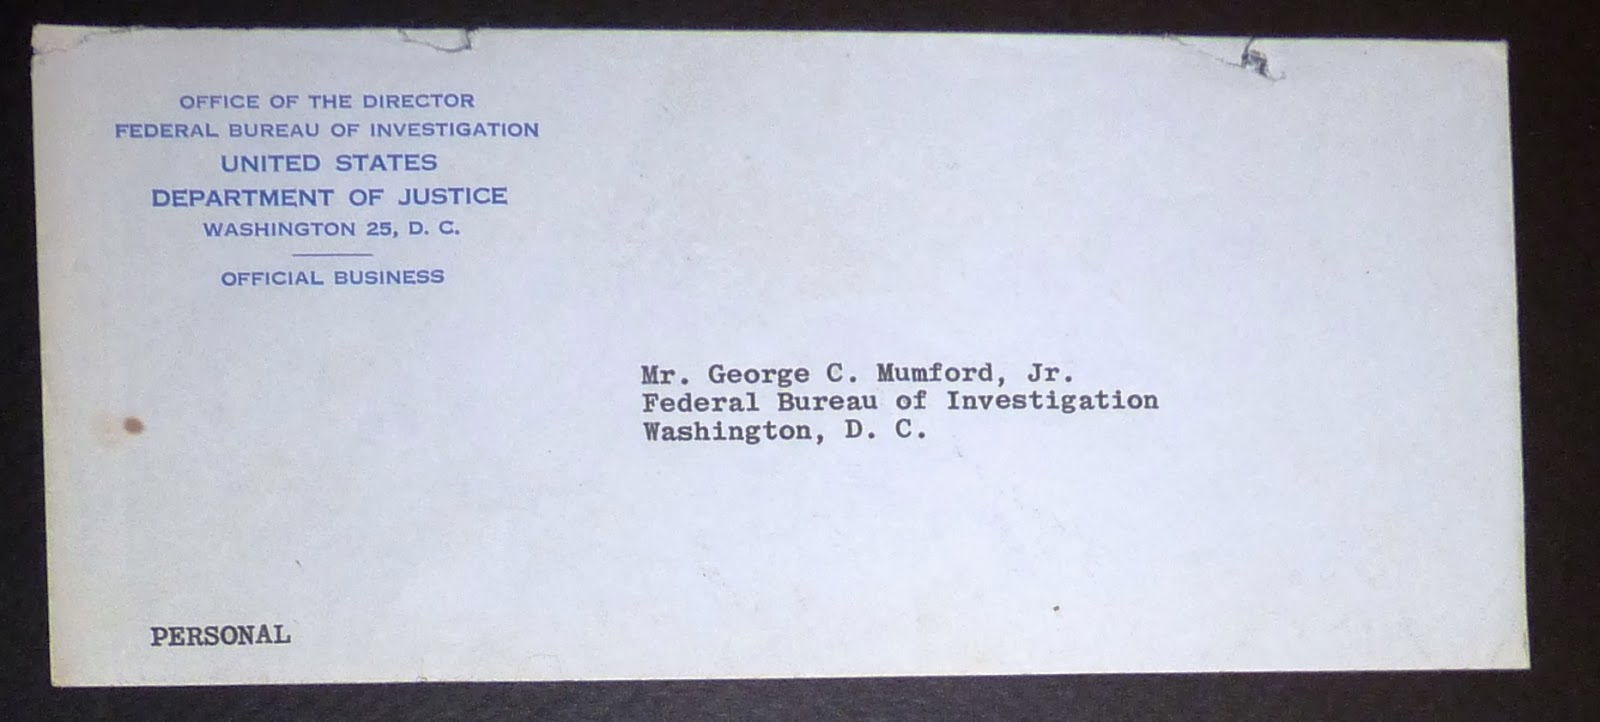 OFFICE OF THE DIRECTOR
FEDERAL BUREAU OF INVESTIGATION
UNITED STATES
DEPARTMENT OF JUSTICE
WASHINGTON 25, D. C.
OFFICIAL BUSINESS
Mr. George C. Mumford, Jr.
Federal Bureau of Investigation
Washington, D. C.
PERSONAL